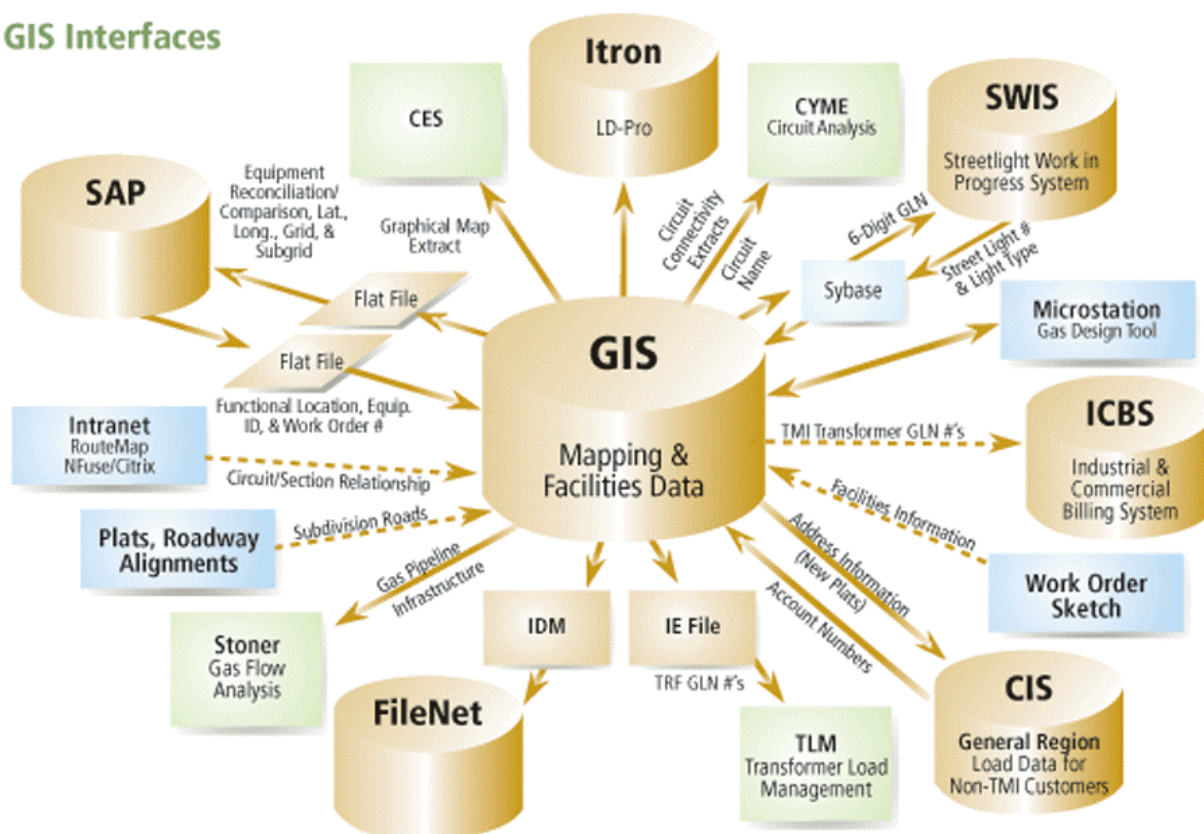 GIS Interfaces
Itron
LD-Pro
CES
CYME
Circuit Analysis
SWIS
Streetlight Work in
Progress System
SAP
Equipment
Reconciliation/
Comparison, Lat.,
Long., Grid, &
Subgrid
Graphical Map
Extract
Circuit
Connectivity
Extracts
Circuit
Name
6-Digit GLN
Street Light #
& Light Type
Sybase
Flat File
Flat File
Functional Location, Equip.
ID, & Work Order #
GIS
Mapping &
Facilities Data
Microstation
Gas Design Tool
Intranet
RouteMap
NFuse/Citrix
Circuit/Section Relationship
TMI Transformer GLN #'s
ICBS
Industrial &
Commercial
Billing System
Plats, Roadway
Alignments
Subdivision Roads
Facilities Information
Work Order
Sketch
Gas Pipeline
Infrastructure
Address Information
(New Plats)
Account Numbers
Stoner
Gas Flow
Analysis
IDM
IE File
TRF GLN #'s
FileNet
TLM
Transformer Load
Management
CIS
General Region
Load Data for
Non-TMI Customers